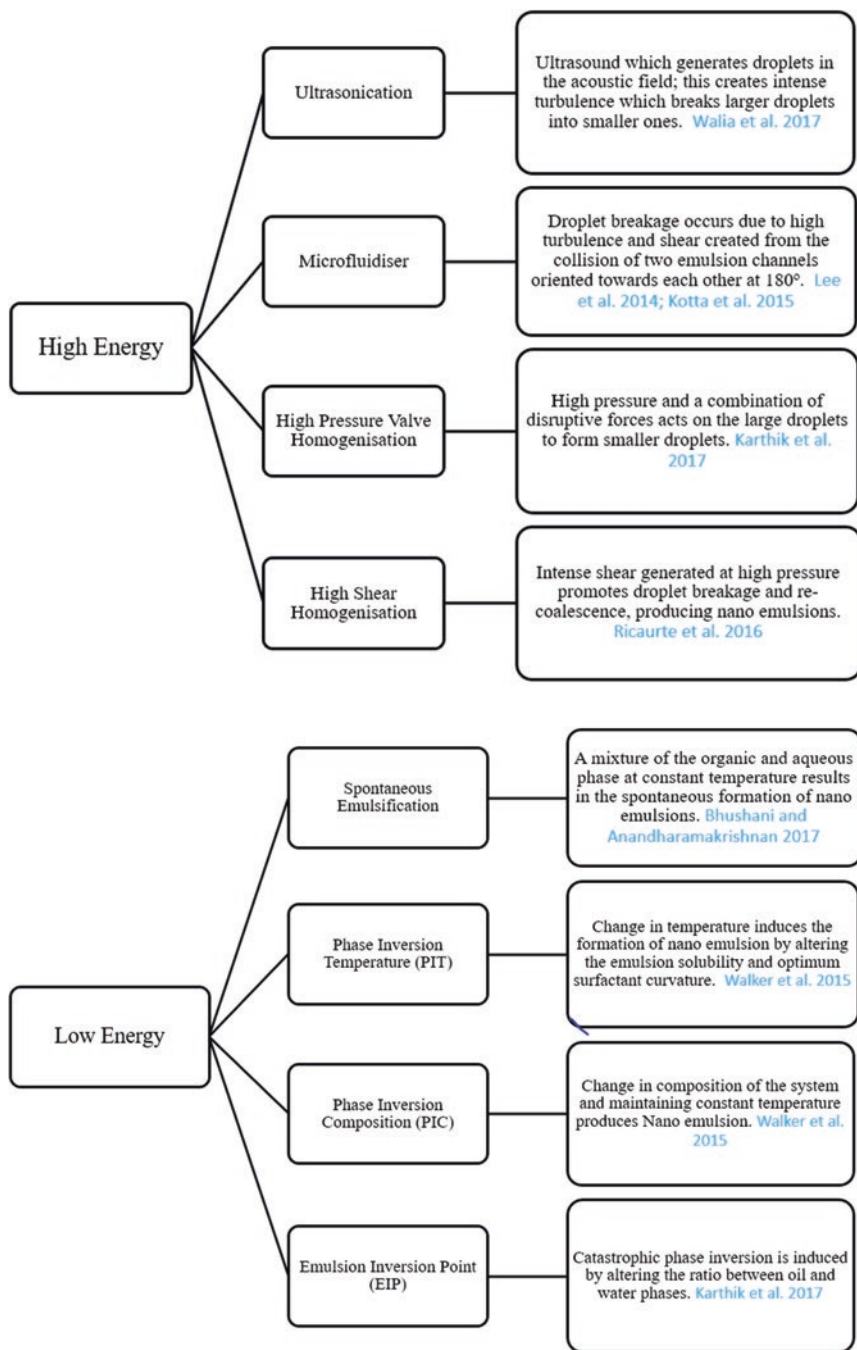 High Energy
Ultrasonication
Ultrasound which generates droplets in
the acoustic field; this creates intense
turbulence which breaks larger droplets
into smaller ones. Walia et al. 2017
Microfluidiser
Droplet breakage occurs due to high
turbulence and shear created from the
collision of two emulsion channels
oriented towards each other at 180°. Lee
et al. 2014; Kotta et al. 2015
High Pressure Valve
Homogenisation
High pressure and a combination of
disruptive forces acts on the large droplets
to form smaller droplets. Karthik et al.
2017
High Shear
Homogenisation
Intense shear generated at high pressure
promotes droplet breakage and re-
coalescence, producing nano emulsions.
Ricaurte et al. 2016
Low Energy
Spontaneous
Emulsification
A mixture of the organic and aqueous
phase at constant temperature results
in the spontaneous formation of nano
emulsions. Bhushani and
Anandharamakrishnan 2017
Phase Inversion
Temperature (PIT)
Change in temperature induces the
formation of nano emulsion by altering
the emulsion solubility and optimum
surfactant curvature. Walker et al. 2015
Phase Inversion
Composition (PIC)
Change in composition of the system
and maintaining constant temperature
produces Nano emulsion. Walker et al.
2015
Emulsion Inversion Point
(EIP)
Catastrophic phase inversion is induced
by altering the ratio between oil and
water phases. Karthik et al. 2017